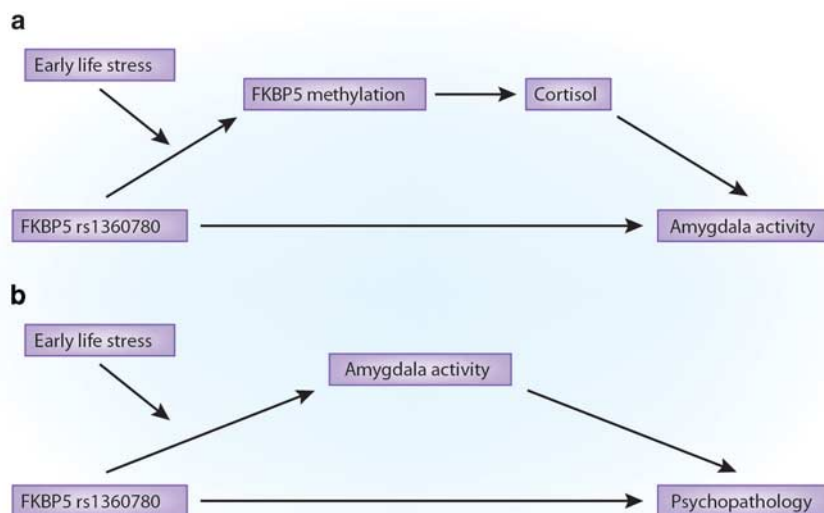 a
Early life stress
FKBP5 methylation
Cortisol
FKBP5 rs1360780
Amygdala activity
b
Early life stress
Amygdala activity
FKBP5 rs1360780
Psychopathology